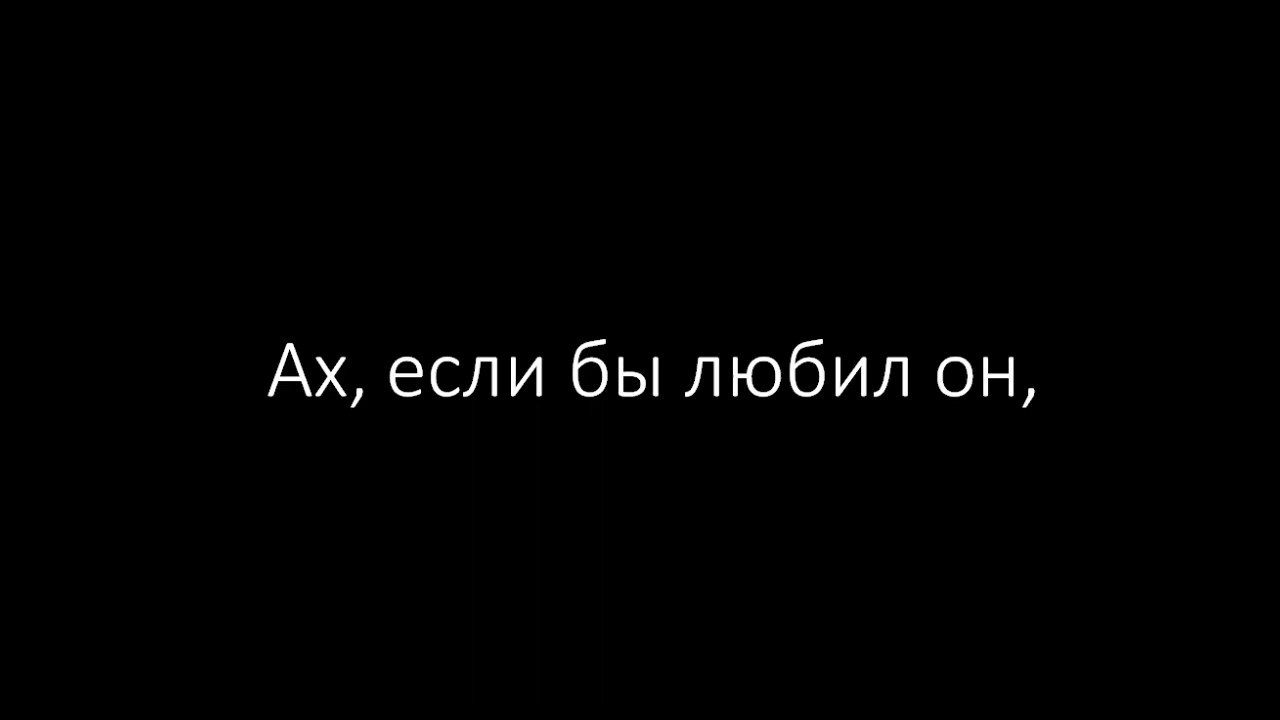 Ах, если бы любил он,